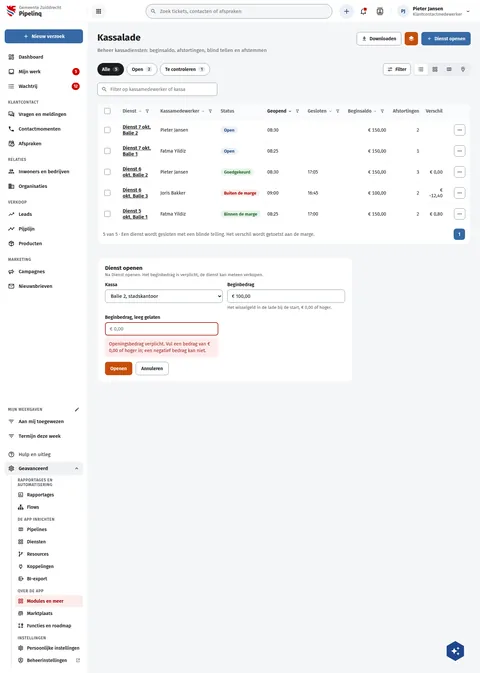 Gemeente Juinbrecht
Pipelinq
Zoek tickets, contacten of afspraken
PJ
Pieter Jansen
Klantcontactmedewerker
+ Nieuw verzoek
Dashboard
Mijn werk
Wachtrij
KLANTCONTACT
Vragen en meldingen
Contactmomenten
Afspraken
RELATIES
Inwoners en bedrijven
Organisaties
VERKOOP
Leads
Pijplijn
Producten
MARKETING
Campagnes
Nieuwsbrieven
MIJN WEERGAVEN
Aan mij toegewezen
Termijn deze week
Hulp en uitleg
Geavanceerd
RAPPORTAGES EN
AUTOMATISERING
Rapportages
Flows
DE APP INRICHTEN
Pipelines
Diensten
Resources
Koppelingen
BI-export
OVER DE APP
Modules en meer
Marktplaats
Functies en roadmap
INSTELLINGEN
Persoonlijke instellingen
Beheerinstellingen
Kassalade
Beheer kassadiensten: beginsaldo, afstortingen, blind tellen en afstemmen
Downloaden
+ Dienst openen
Alle 5
Open 2
Te controleren 1
Filter
Filter op kassamedewerker of kassa
Dienst Kassamedewerker Status Geopend Gesloten Beginsaldo Afstortingen Verschil
Dienst 7 okt, Balie 2 Pieter Jansen Open 08:30 € 150,00 2
Dienst 7 okt, Balie 1 Fatma Yildiz Open 08:25 € 150,00 1
Dienst 6 okt, Balie 2 Pieter Jansen Goedgekeurd 08:30 17:05 € 150,00 3 € 0,00
Dienst 6 okt, Balie 3 Joris Bakker Buiten de marge 09:00 16:45 € 100,00 2 € -12,40
Dienst 5 okt, Balie 1 Fatma Yildiz Binnen de marge 08:25 17:00 € 150,00 2 € 0,80
5 van 5 · Een dienst wordt gesloten met een blinde telling. Het verschil wordt getoetst aan de marge.
1
Dienst openen
Na Dienst openen. Het beginbedrag is verplicht; de dienst kan meteen verkopen.
Kassa
Beginbedrag
Balie 2, stadskantoor
€ 100,00
Het wisselgeld in de lade bij de start, € 0,00 of hoger.
Beginbedrag, leeg gelaten
€ 0,00
Openingsbedrag verplicht. Vul een bedrag van €
0,00 of hoger in; een negatief bedrag kan niet.
Openen
Annuleren